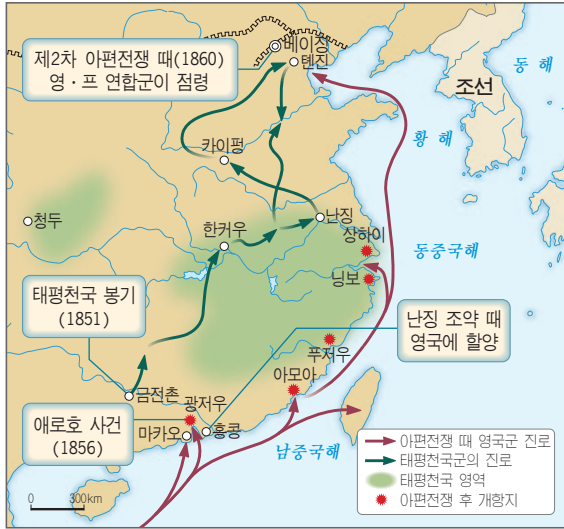 제2차 아편전쟁 때(1860)
영·프 연합군이 점령
베이징
톈진
조선
동 해
황 해
카이펑
청두
한커우
난징
상하이
동중국해
닝보
태평천국 봉기
(1851)
난징 조약 때
영국에 할양
푸저우
아모아
금전촌
광저우
애로호 사건
(1856)
마카오
홍콩
남중국해
아편전쟁 때 영국군 진로
태평천국군의 진로
태평천국 영역
아편전쟁 후 개항지
0 300km